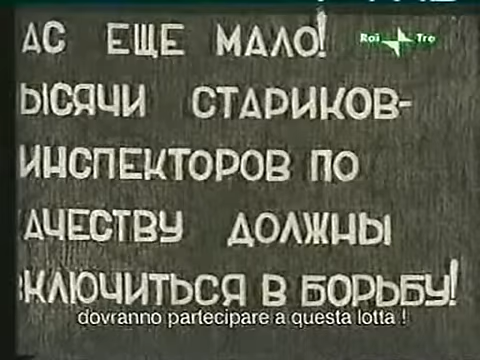 АС ЕЩЕ МАЛО!
Rai Tre
ЫСЯЧИ СТАРИКОВ-
ИНСПЕКТОРОВ ПО
АЧЕСТВУ ДОЛЖНЫ
КЛЮЧИТЬСЯ В БОРЬБУ!
dovranno partecipare a questa lotta !